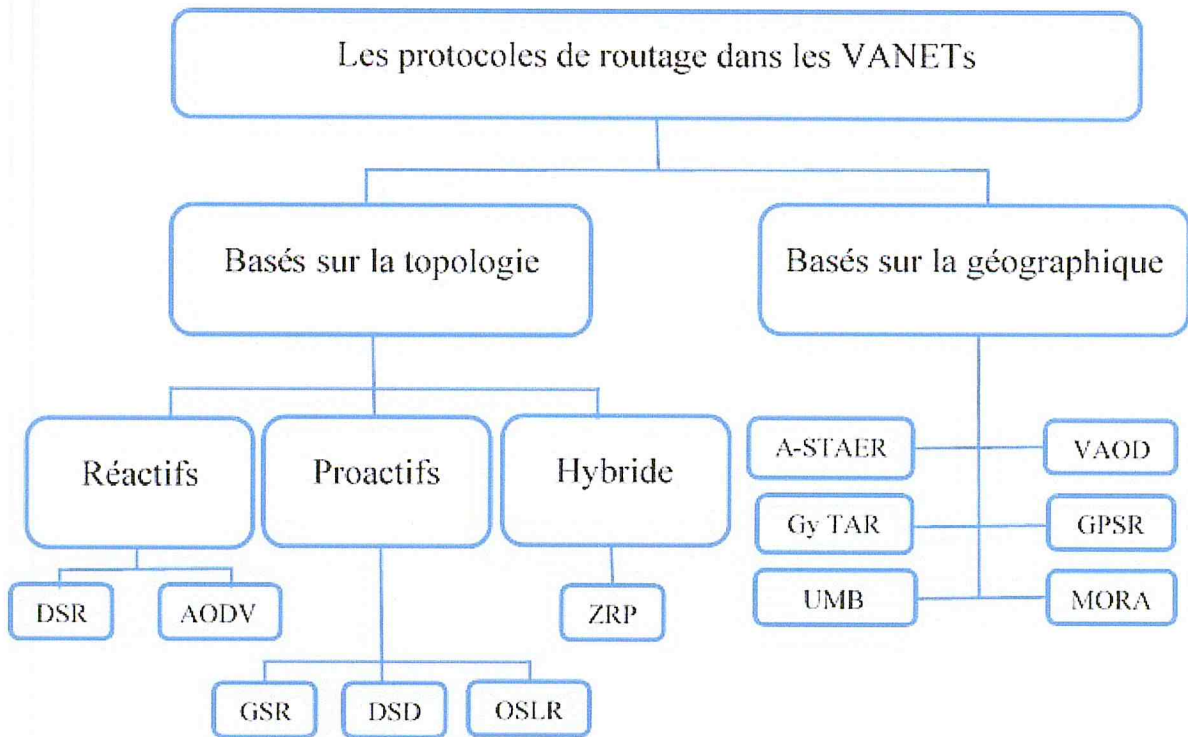 Les protocoles de routage dans les VANETs
Basés sur la topologie
Basés sur la géographique
Réactifs
Proactifs
Hybride
A-STAER
VAOD
Gy TAR
GPSR
UMB
MORA
DSR
AODV
ZRP
GSR
DSD
OSLR